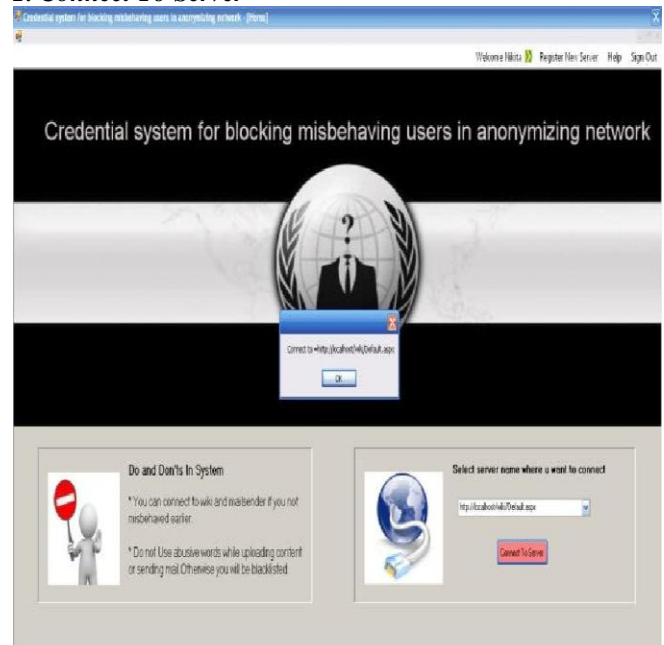 2. Connect To Server
Credential system for blocking misbehaving users in anonymizing network - [Home]
Welcome Nikita Register New Server Help Sign Out
Credential system for blocking misbehaving users in anonymizing network
?
Connect to =http://localhost/wiki/Default.aspx
OK
Do and Don'ts In System
* You can connect to wiki and mailsender if you not
misbehaved earlier.
* Do not Use abusive words while uploading content
or sending mail.Otherwise you will be blacklisted
Select server name where u want to connect
http://localhost/wiki/Default.aspx
Connect To Server